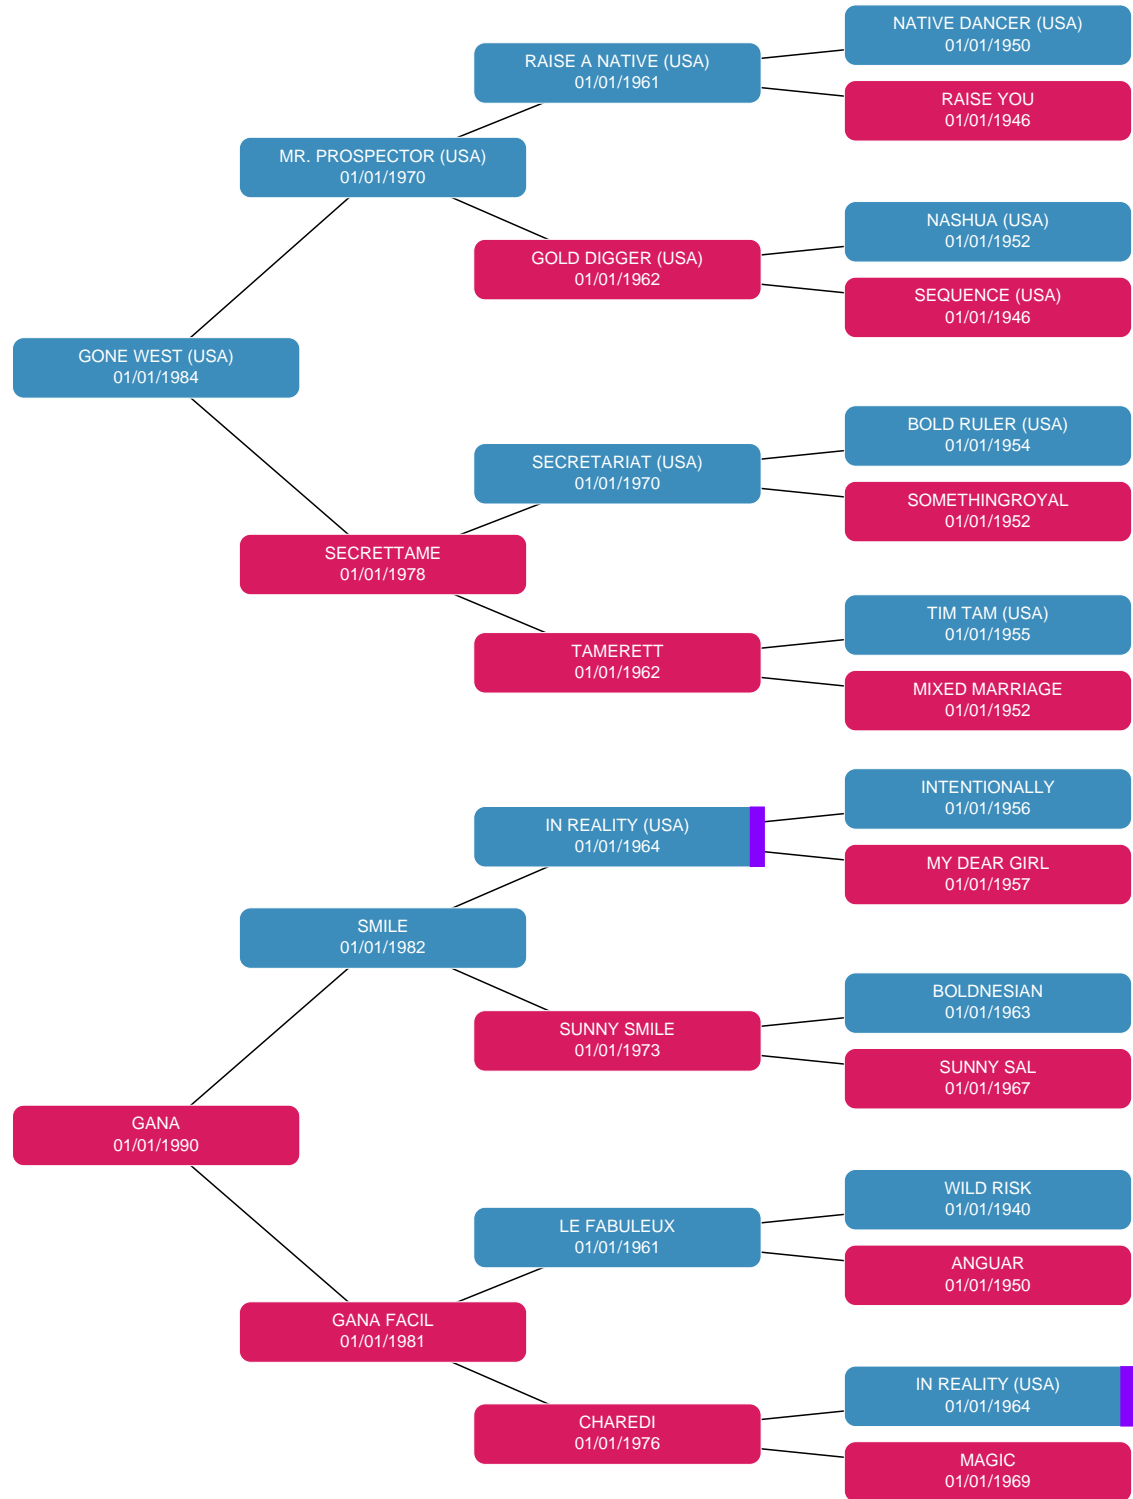 NATIVE DANCER (USA)
01/01/1950
RAISE A NATIVE (USA)
01/01/1961
RAISE YOU
01/01/1946
MR. PROSPECTOR (USA)
01/01/1970
NASHUA (USA)
01/01/1952
GOLD DIGGER (USA)
01/01/1962
SEQUENCE (USA)
01/01/1946
GONE WEST (USA)
01/01/1984
BOLD RULER (USA)
01/01/1954
SECRETARIAT (USA)
01/01/1970
SOMETHINGROYAL
01/01/1952
SECRETTAME
01/01/1978
TIM TAM (USA)
01/01/1955
TAMERETT
01/01/1962
MIXED MARRIAGE
01/01/1952
INTENTIONALLY
01/01/1956
IN REALITY (USA)
01/01/1964
MY DEAR GIRL
01/01/1957
SMILE
01/01/1982
BOLDNESIAN
01/01/1963
SUNNY SMILE
01/01/1973
SUNNY SAL
01/01/1967
GANA
01/01/1990
WILD RISK
01/01/1940
LE FABULEUX
01/01/1961
ANGUAR
01/01/1950
GANA FACIL
01/01/1981
IN REALITY (USA)
01/01/1964
CHAREDI
01/01/1976
MAGIC
01/01/1969